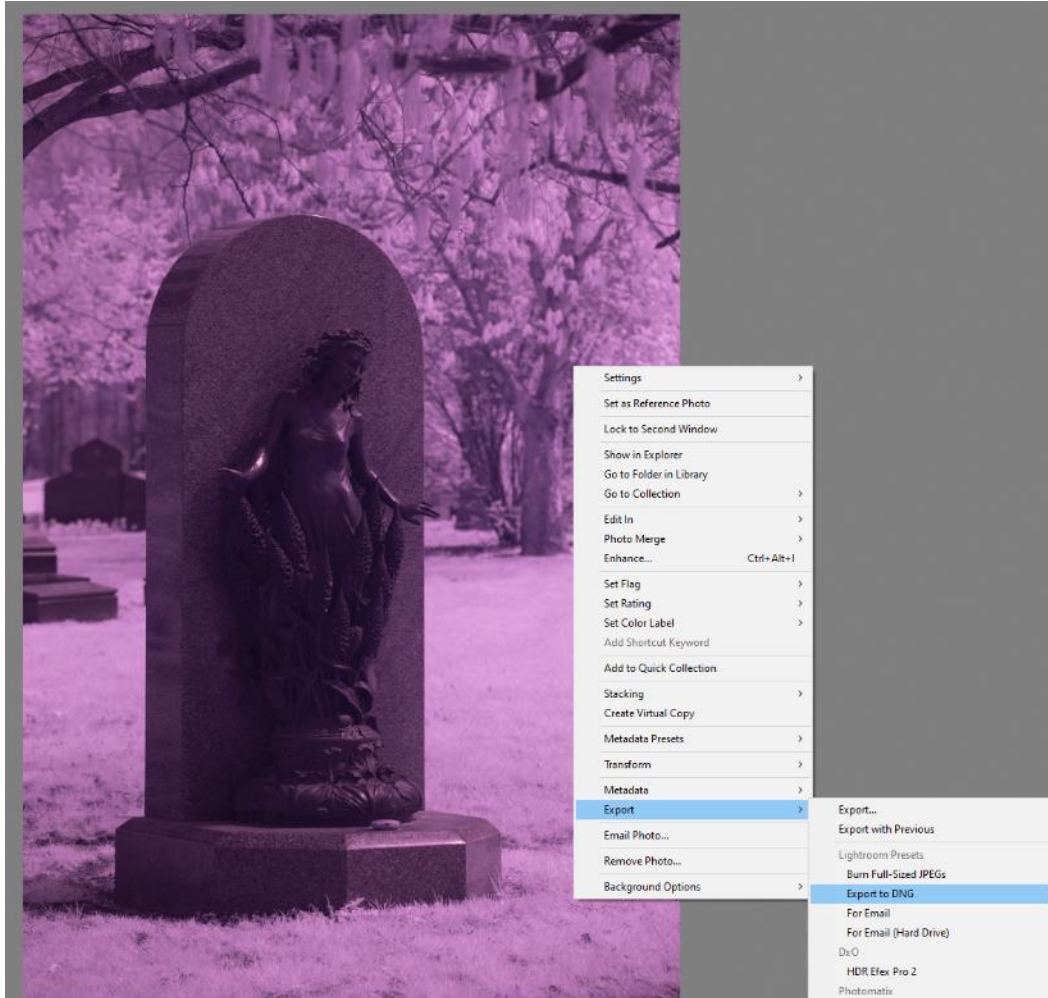 Settings
Set as Reference Photo
Lock to Second Window
Show in Explorer
Go to Folder in Library
Go to Collection
Edit In
Photo Merge
Enhance... Ctrl+Alt+I
Set Flag
Set Rating
Set Color Label
Add Shortcut Keyword
Add to Quick Collection
Stacking
Create Virtual Copy
Metadata Presets
Transform
Metadata
Export
Email Photo...
Remove Photo...
Background Options
Export...
Export with Previous
Lightroom Presets
Burn Full-Sized JPEGs
Export to DNG
For Email
For Email (Hard Drive)
DxO
HDR Efex Pro 2
Photomatix